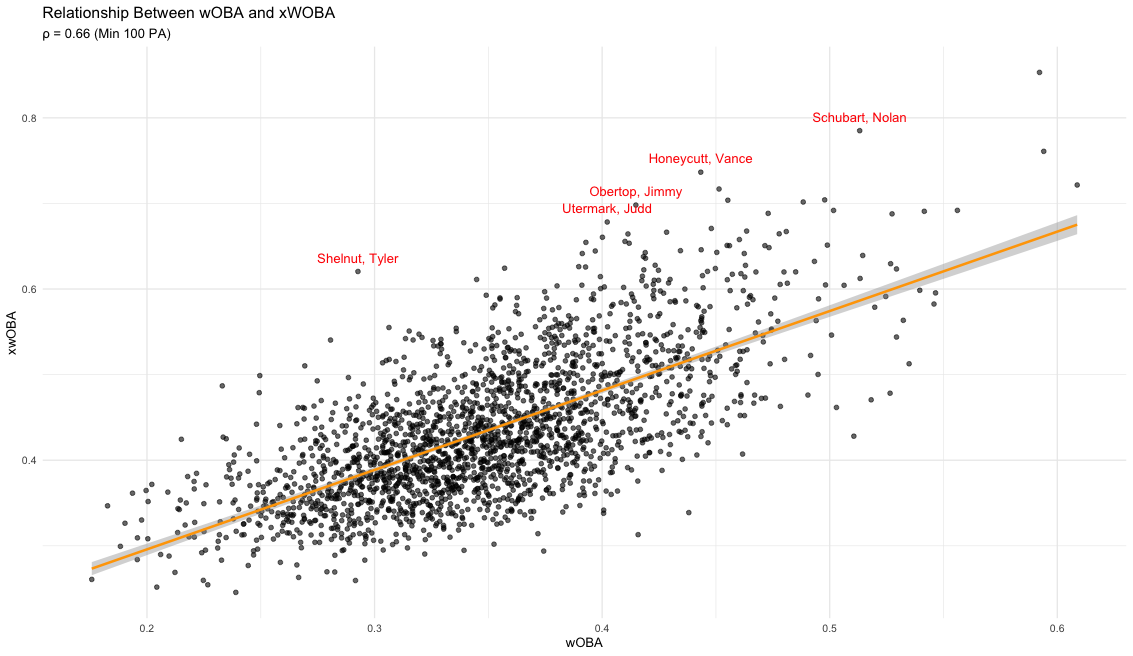 Relationship Between wOBA and xWOBA
ρ = 0.66 (Min 100 PA)
0.8
0.6
0.4
xwOBA
Schubart, Nolan
Honeycutt, Vance
Obertop, Jimmy
Utermark, Judd
Shelnut, Tyler
0.2
0.3
0.4
0.5
0.6
wOBA